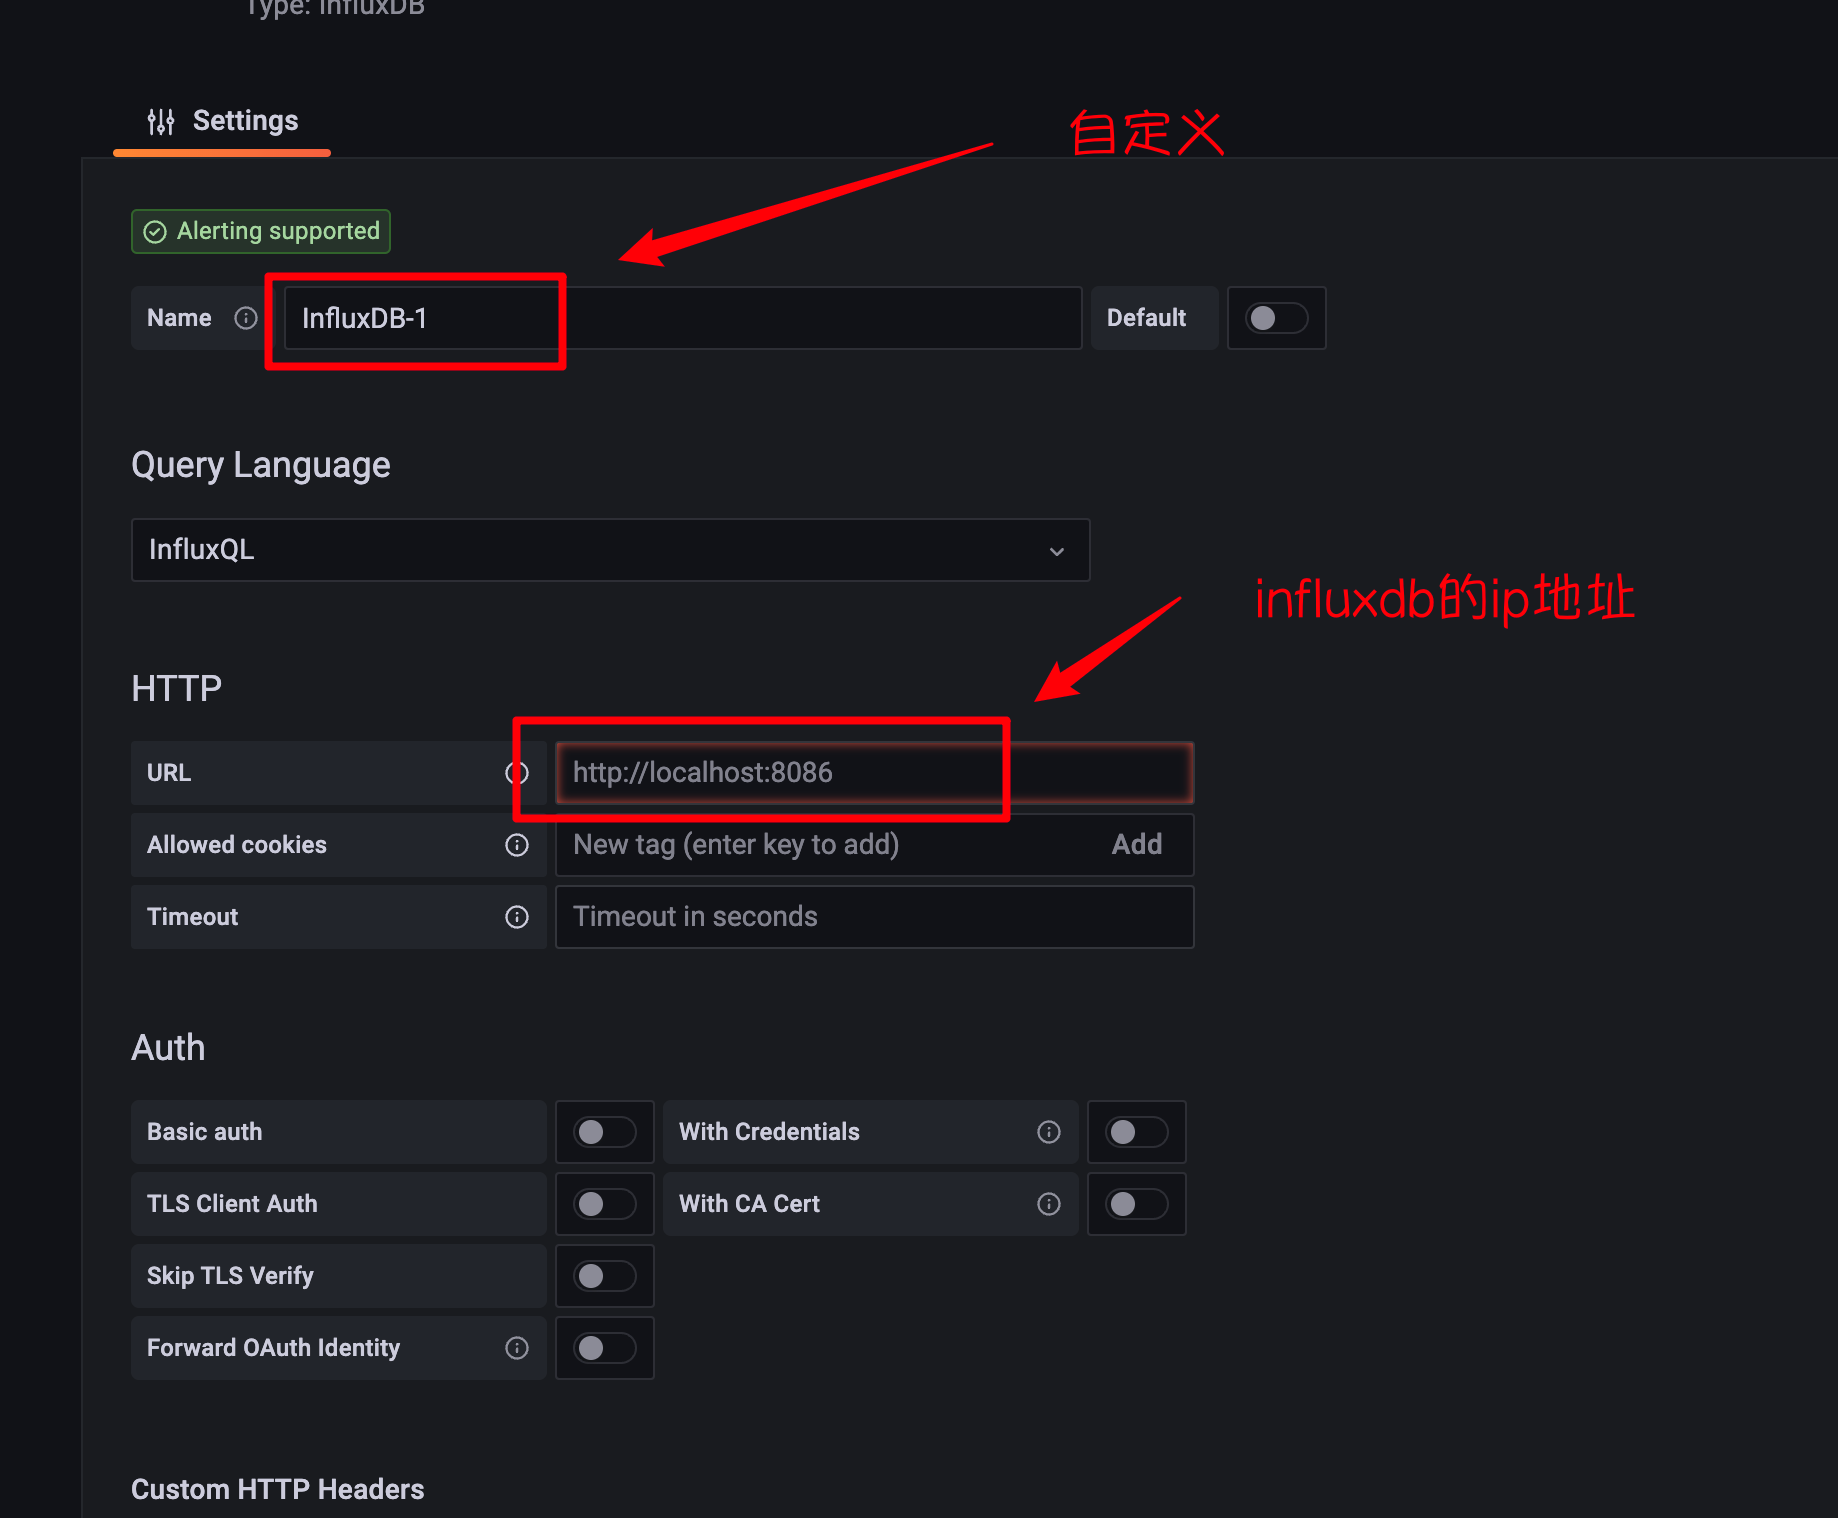 Type: InfluxDB
Settings
自定义
Alerting supported
Name InfluxDB-1 Default
Query Language
InfluxQL
influxdb的ip地址
HTTP
URL http://localhost:8086
Allowed cookies New tag (enter key to add) Add
Timeout Timeout in seconds
Auth
Basic auth With Credentials
TLS Client Auth With CA Cert
Skip TLS Verify
Forward OAuth Identity
Custom HTTP Headers